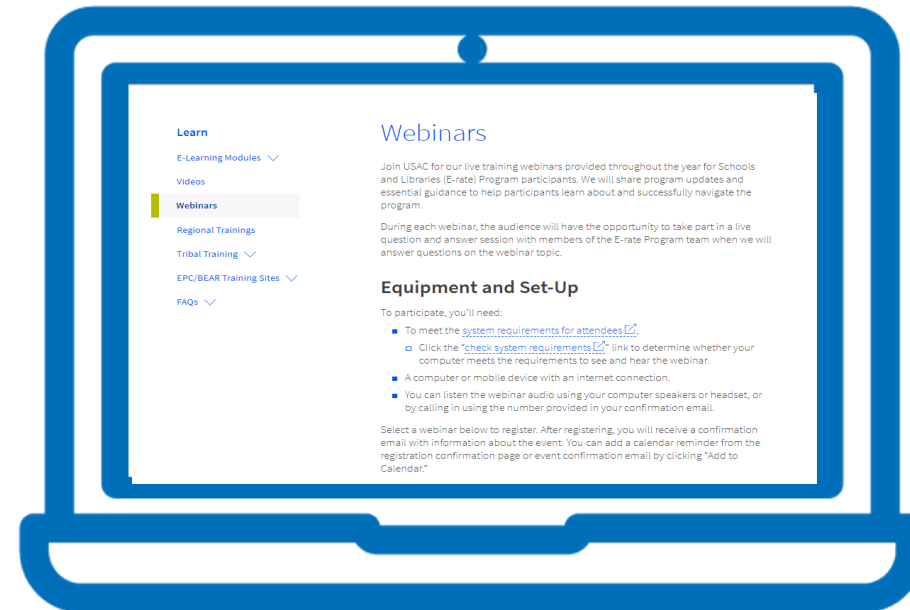 Learn
E-Learning Modules
Videos
Webinars
Regional Trainings
Tribal Training
EPC/BEAR Training Sites
FAQs
Webinars
Join USAC for our live training webinars provided throughout the year for Schools
and Libraries (E-rate) Program participants. We will share program updates and
essential guidance to help participants learn about and successfully navigate the
program.
During each webinar, the audience will have the opportunity to take part in a live
question and answer session with members of the E-rate Program team when we will
answer questions on the webinar topic.
Equipment and Set-Up
To participate, you'll need:
To meet the system requirements for attendees.
Click the "check system requirements" link to determine whether your
computer meets the requirements to see and hear the webinar.
A computer or mobile device with an internet connection.
You can listen the webinar audio using your computer speakers or headset, or
by calling in using the number provided in your confirmation email.
Select a webinar below to register. After registering, you will receive a confirmation
email with information about the event. You can add a calendar reminder from the
registration confirmation page or event confirmation email by clicking "Add to
Calendar."